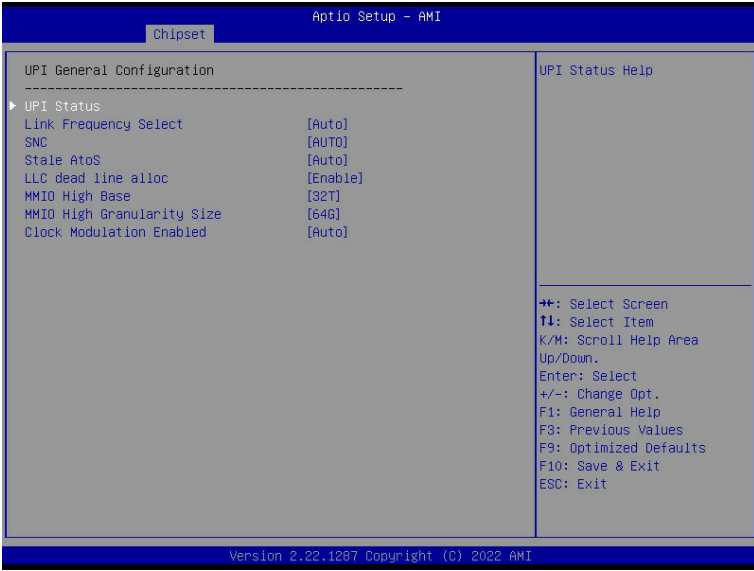 Aptio Setup – AMI
Chipset
UPI General Configuration
--------------------------------------------------
UPI Status
Link Frequency Select [Auto]
SNC [AUTO]
Stale AtoS [Auto]
LLC dead line alloc [Enable]
MMIO High Base [32T]
MMIO High Granularity Size [64G]
Clock Modulation Enabled [Auto]
UPI Status Help
→←: Select Screen
↑↓: Select Item
K/M: Scroll Help Area
Up/Down.
Enter: Select
+/-: Change Opt.
F1: General Help
F3: Previous Values
F9: Optimized Defaults
F10: Save & Exit
ESC: Exit
Version 2.22.1287 Copyright (C) 2022 AMI